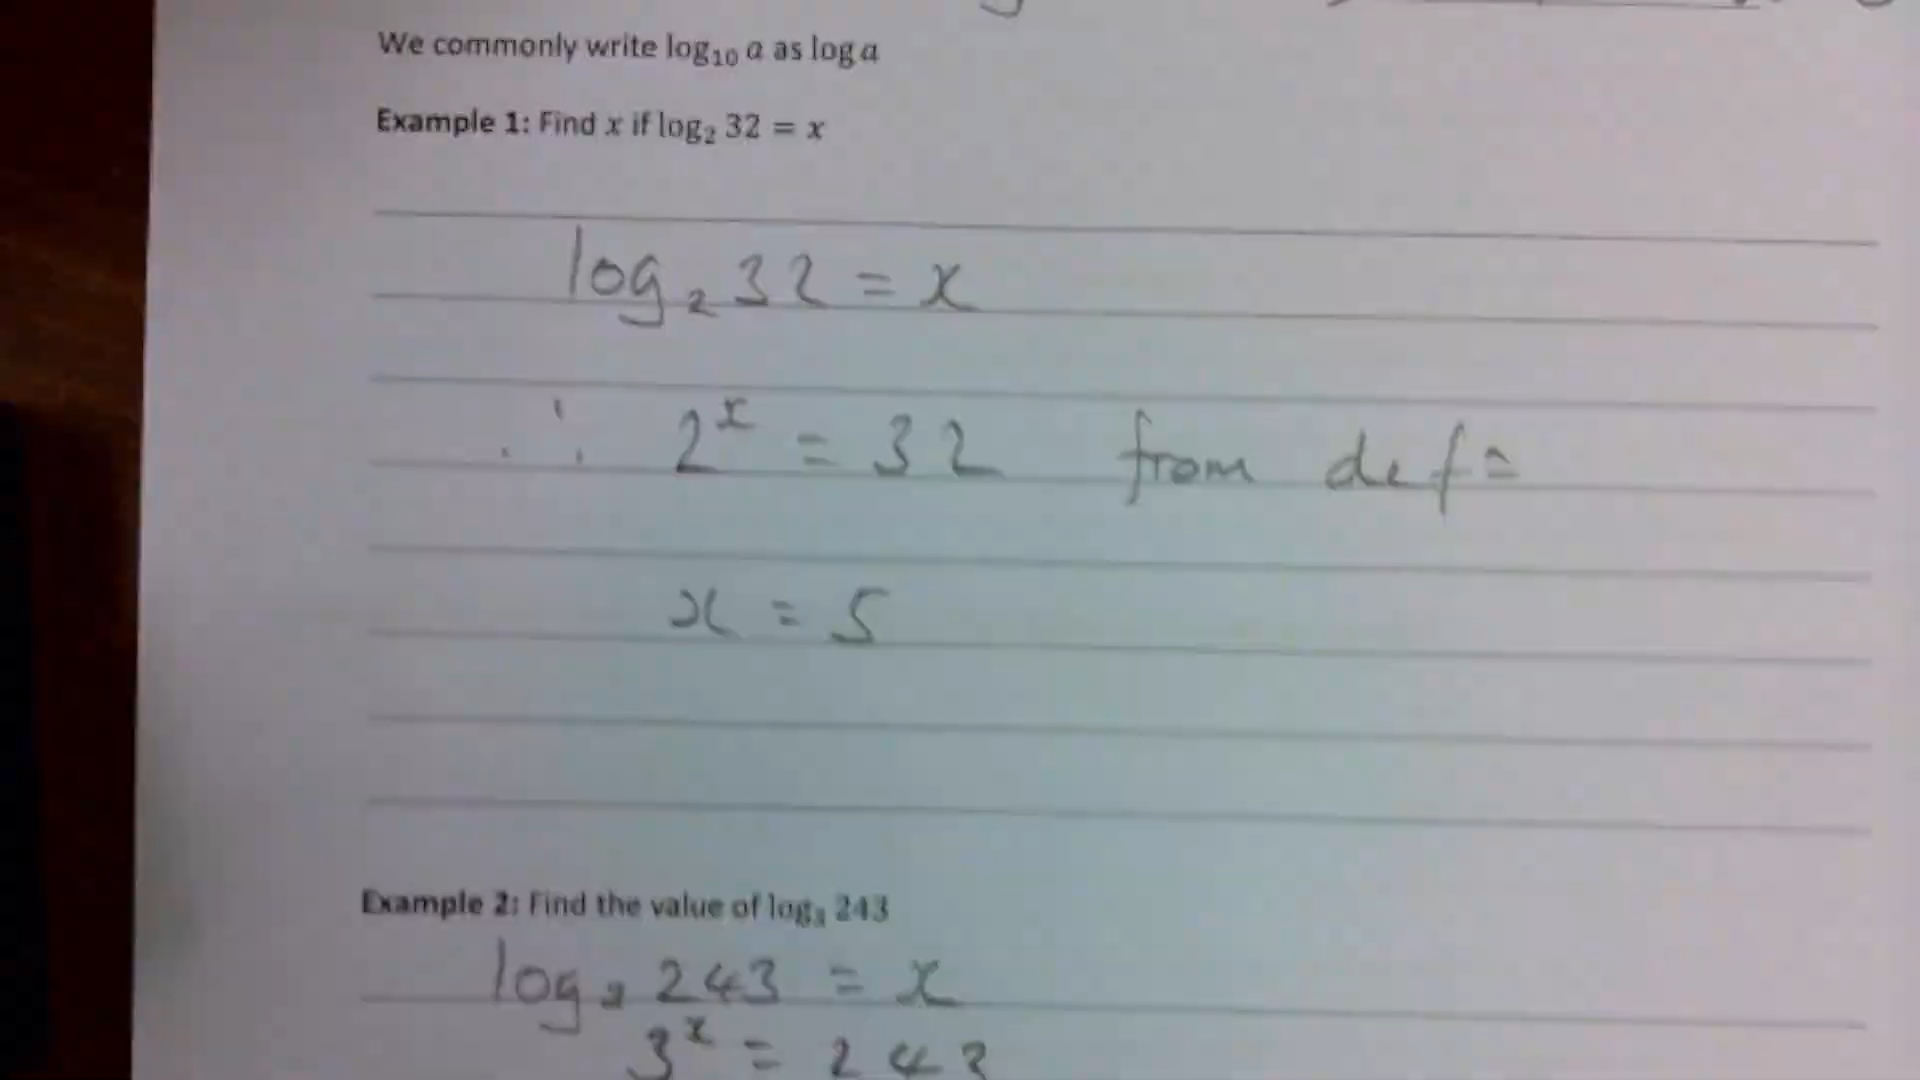 We commonly write log₁₀ a as log a
Example 1: Find x if log₂ 32 = x
log₂ 32 = x
∴ 2ˣ = 32 from defⁿ
x = 5
Example 2: Find the value of log₃ 243
log₃ 243 = x
3ˣ = 243